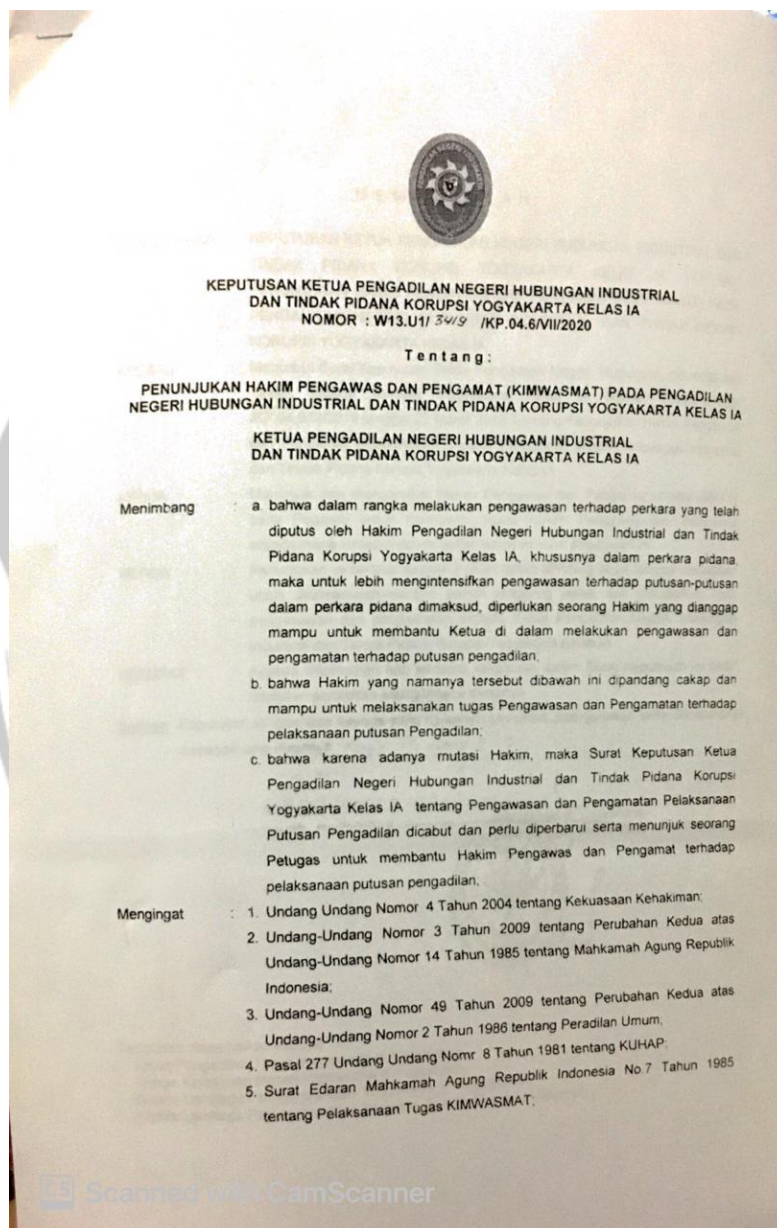 KEPUTUSAN KETUA PENGADILAN NEGERI HUBUNGAN INDUSTRIAL
DAN TINDAK PIDANA KORUPSI YOGYAKARTA KELAS IA
NOMOR : W13.U1/ 3419 /KP.04.6/VII/2020
Tentang:
PENUNJUKAN HAKIM PENGAWAS DAN PENGAMAT (KIMWASMAT) PADA PENGADILAN
NEGERI HUBUNGAN INDUSTRIAL DAN TINDAK PIDANA KORUPSI YOGYAKARTA KELAS IA
KETUA PENGADILAN NEGERI HUBUNGAN INDUSTRIAL
DAN TINDAK PIDANA KORUPSI YOGYAKARTA KELAS IA
Menimbang : a. bahwa dalam rangka melakukan pengawasan terhadap perkara yang telah
diputus oleh Hakim Pengadilan Negeri Hubungan Industrial dan Tindak
Pidana Korupsi Yogyakarta Kelas IA, khususnya dalam perkara pidana,
maka untuk lebih mengintensifkan pengawasan terhadap putusan-putusan
dalam perkara pidana dimaksud, diperlukan seorang Hakim yang dianggap
mampu untuk membantu Ketua di dalam melakukan pengawasan dan
pengamatan terhadap putusan pengadilan;
b. bahwa Hakim yang namanya tersebut dibawah ini dipandang cakap dan
mampu untuk melaksanakan tugas Pengawasan dan Pengamatan terhadap
pelaksanaan putusan Pengadilan;
c. bahwa karena adanya mutasi Hakim, maka Surat Keputusan Ketua
Pengadilan Negeri Hubungan Industrial dan Tindak Pidana Korupsi
Yogyakarta Kelas IA tentang Pengawasan dan Pengamatan Pelaksanaan
Putusan Pengadilan dicabut dan perlu diperbarui serta menunjuk seorang
Petugas untuk membantu Hakim Pengawas dan Pengamat terhadap
pelaksanaan putusan pengadilan;
Mengingat : 1. Undang Undang Nomor 4 Tahun 2004 tentang Kekuasaan Kehakiman;
2. Undang-Undang Nomor 3 Tahun 2009 tentang Perubahan Kedua atas
Undang-Undang Nomor 14 Tahun 1985 tentang Mahkamah Agung Republik
Indonesia;
3. Undang-Undang Nomor 49 Tahun 2009 tentang Perubahan Kedua atas
Undang-Undang Nomor 2 Tahun 1986 tentang Peradilan Umum;
4. Pasal 277 Undang Undang Nomr 8 Tahun 1981 tentang KUHAP;
5. Surat Edaran Mahkamah Agung Republik Indonesia No.7 Tahun 1985
tentang Pelaksanaan Tugas KIMWASMAT;
CS Scanned with CamScanner